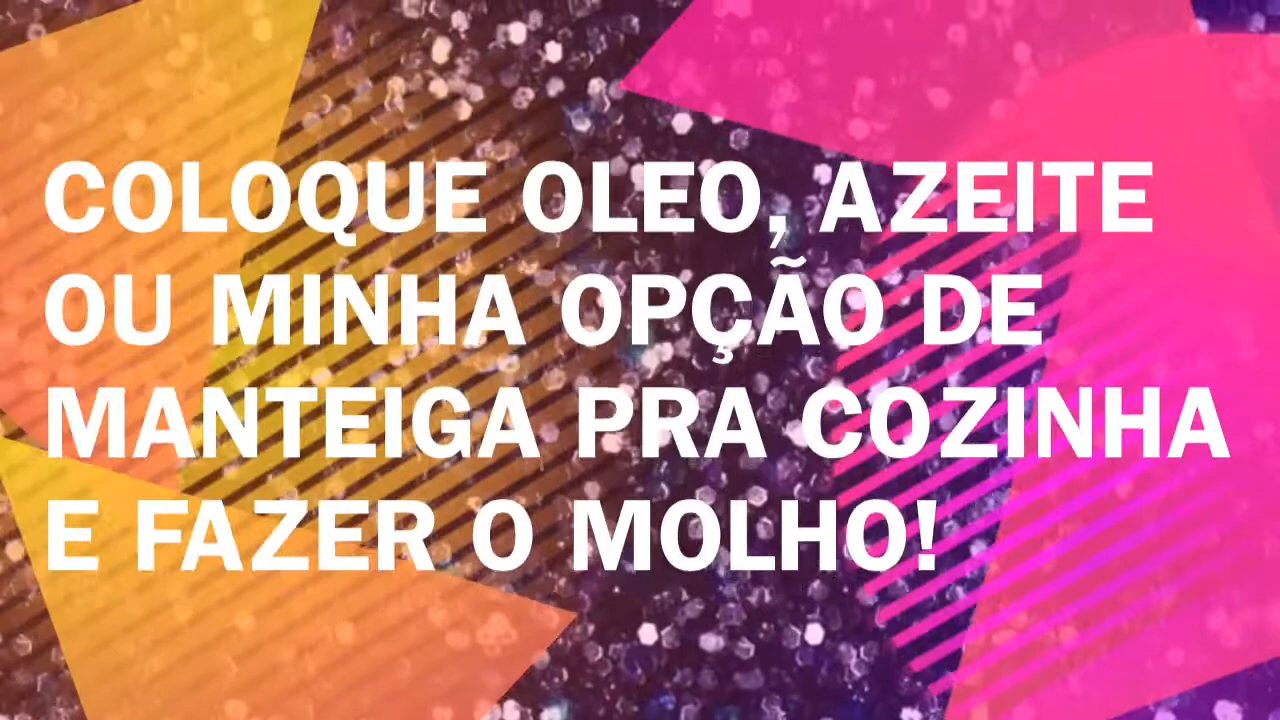 COLOQUE OLEO, AZEITE
OU MINHA OPÇÃO DE
MANTEIGA PRA COZINHA
E FAZER O MOLHO!